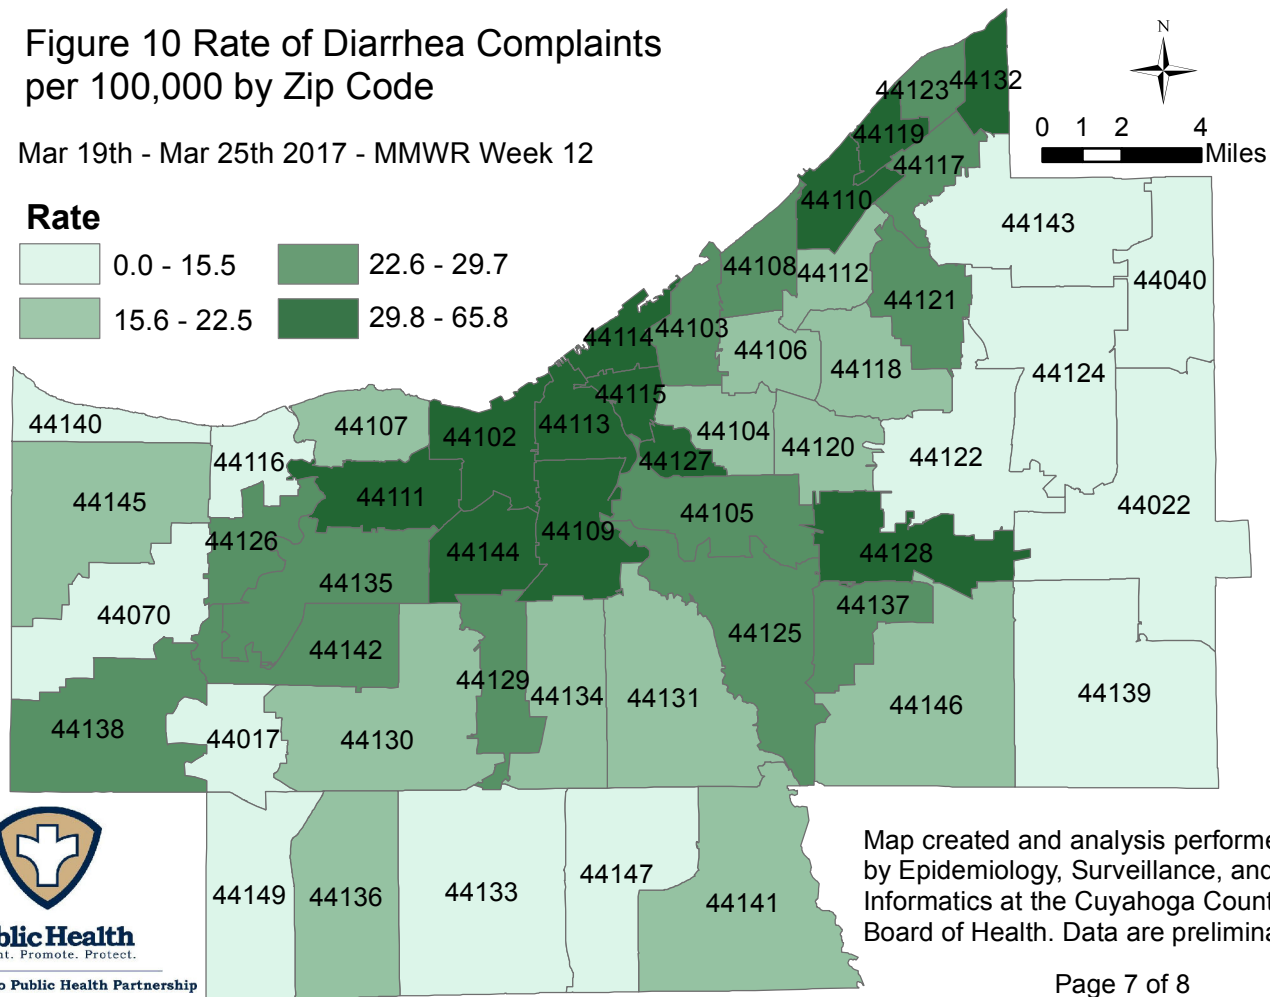 Figure 10 Rate of Diarrhea Complaints
per 100,000 by Zip Code
Mar 19th - Mar 25th 2017 - MMWR Week 12
Rate
0.0 - 15.5
22.6 - 29.7
15.6 - 22.5
29.8 - 65.8
N
0 1 2 4
Miles
44123
44132
44119
44117
44110
44143
44108
44112
44040
44121
44114
44103
44106
44118
44124
44115
44140
44107
44102
44113
44104
44120
44116
44127
44122
44145
44111
44105
44022
44126
44144
44109
44128
44135
44070
44137
44142
44125
44129
44134
44131
44139
44138
44017
44130
44146
44149
44136
44133
44147
44141
blic Health
nt. Promote. Protect.
o Public Health Partnership
Map created and analysis performe
by Epidemiology, Surveillance, and
Informatics at the Cuyahoga Count
Board of Health. Data are prelimina
Page 7 of 8